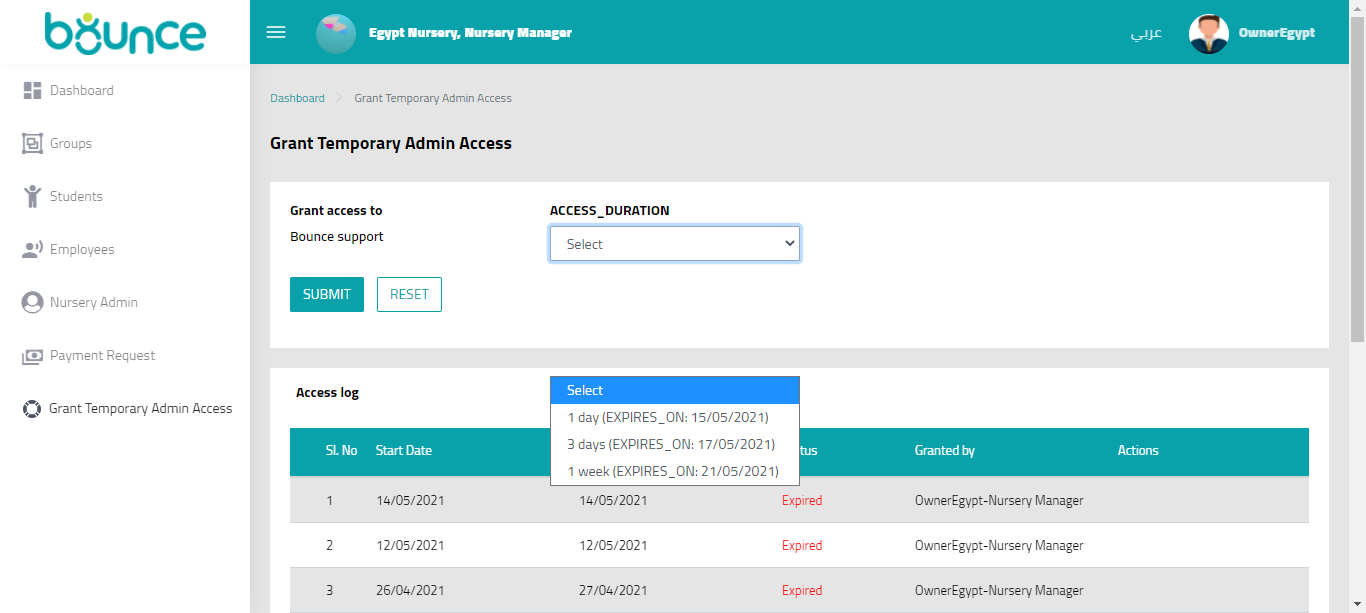 bounce
Egypt Nursery, Nursery Manager
عربي
OwnerEgypt
Dashboard
Groups
Students
Employees
Nursery Admin
Payment Request
Grant Temporary Admin Access
Dashboard > Grant Temporary Admin Access
Grant Temporary Admin Access
Grant access to
Bounce support
ACCESS_DURATION
Select
SUBMIT RESET
Access log
Select
1 day (EXPIRES_ON: 15/05/2021)
3 days (EXPIRES_ON: 17/05/2021)
1 week (EXPIRES_ON: 21/05/2021)
Sl. No Start Date tus Granted by Actions
1 14/05/2021 14/05/2021 Expired OwnerEgypt-Nursery Manager
2 12/05/2021 12/05/2021 Expired OwnerEgypt-Nursery Manager
3 26/04/2021 27/04/2021 Expired OwnerEgypt-Nursery Manager